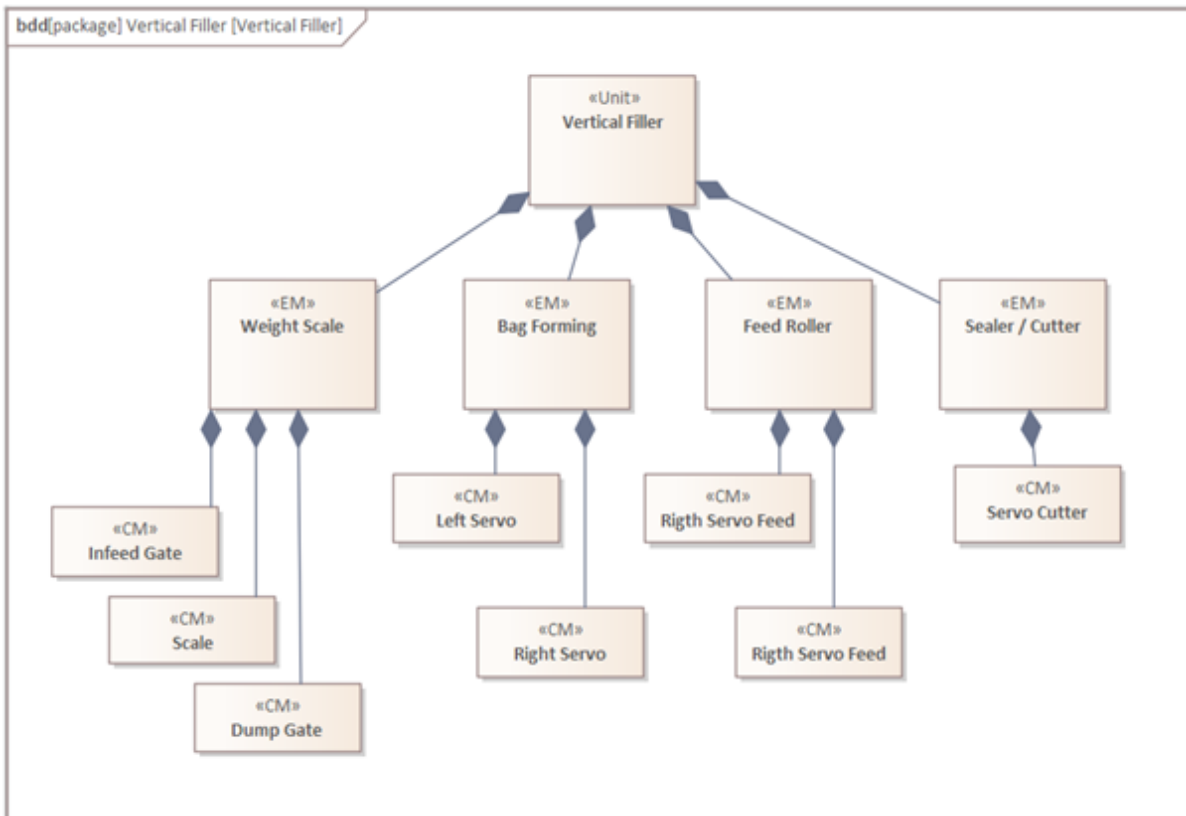 bdd[package] Vertical Filler [Vertical Filler]
«Unit»
Vertical Filler
«EM»
Weight Scale
«EM»
Bag Forming
«EM»
Feed Roller
«EM»
Sealer / Cutter
«CM»
Infeed Gate
«CM»
Scale
«CM»
Dump Gate
«CM»
Left Servo
«CM»
Right Servo
«CM»
Rigth Servo Feed
«CM»
Rigth Servo Feed
«CM»
Servo Cutter